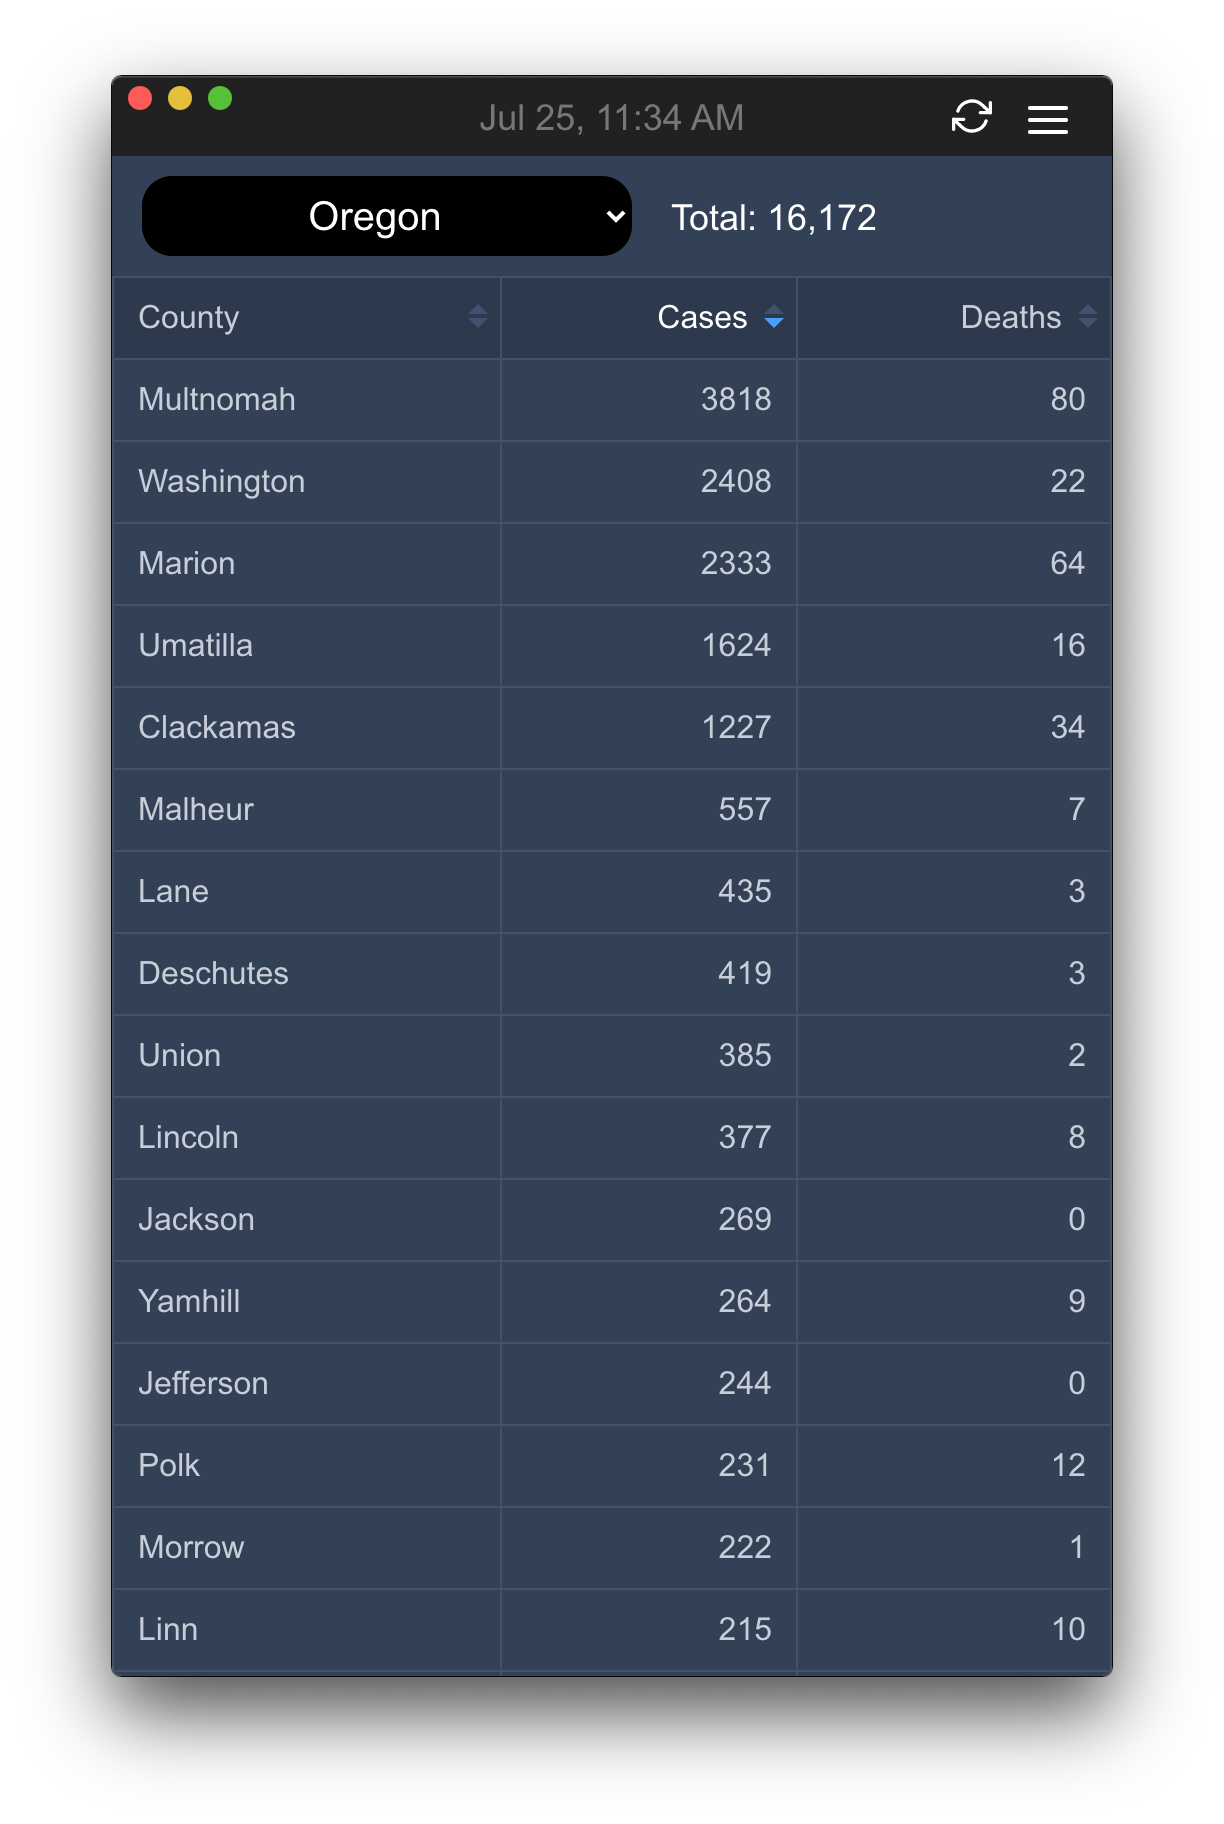 Jul 25, 11:34 AM
Oregon Total: 16,172
County Cases Deaths
Multnomah 3818 80
Washington 2408 22
Marion 2333 64
Umatilla 1624 16
Clackamas 1227 34
Malheur 557 7
Lane 435 3
Deschutes 419 3
Union 385 2
Lincoln 377 8
Jackson 269 0
Yamhill 264 9
Jefferson 244 0
Polk 231 12
Morrow 222 1
Linn 215 10